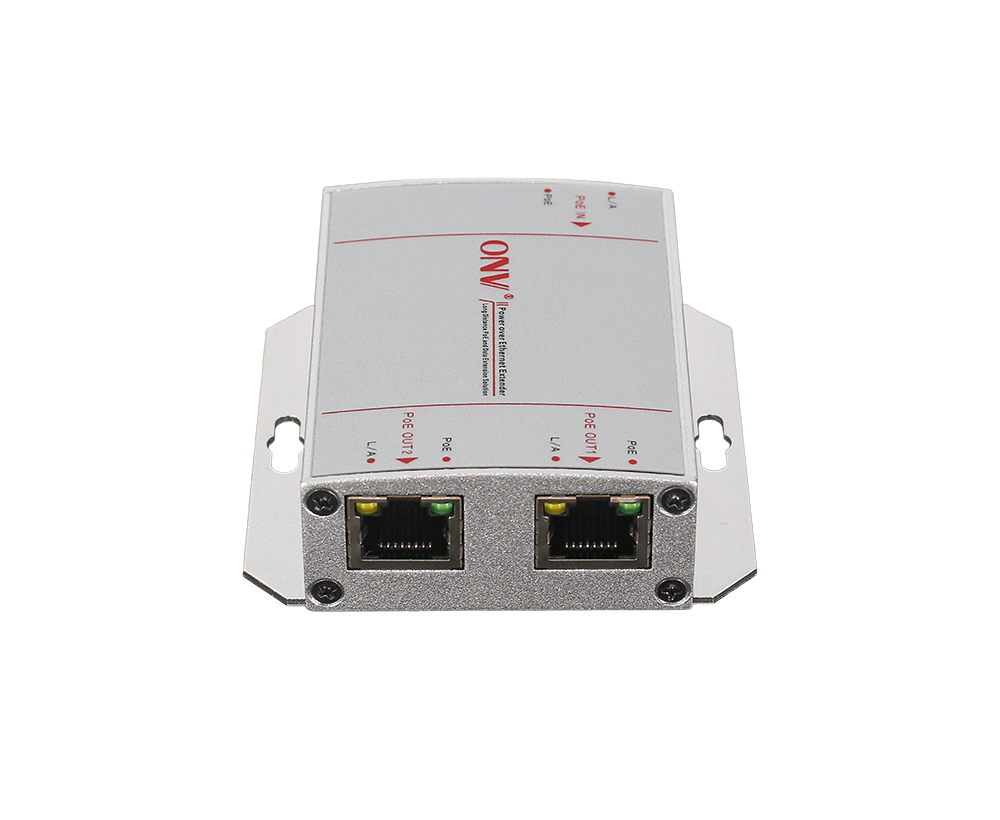 L/A
PoE IN
PoE
ONV®
Power over Ethernet Extender
Long Distance PoE and Data Extension Solution
PoE
PoE OUT1
L/A
PoE
PoE OUT2
L/A